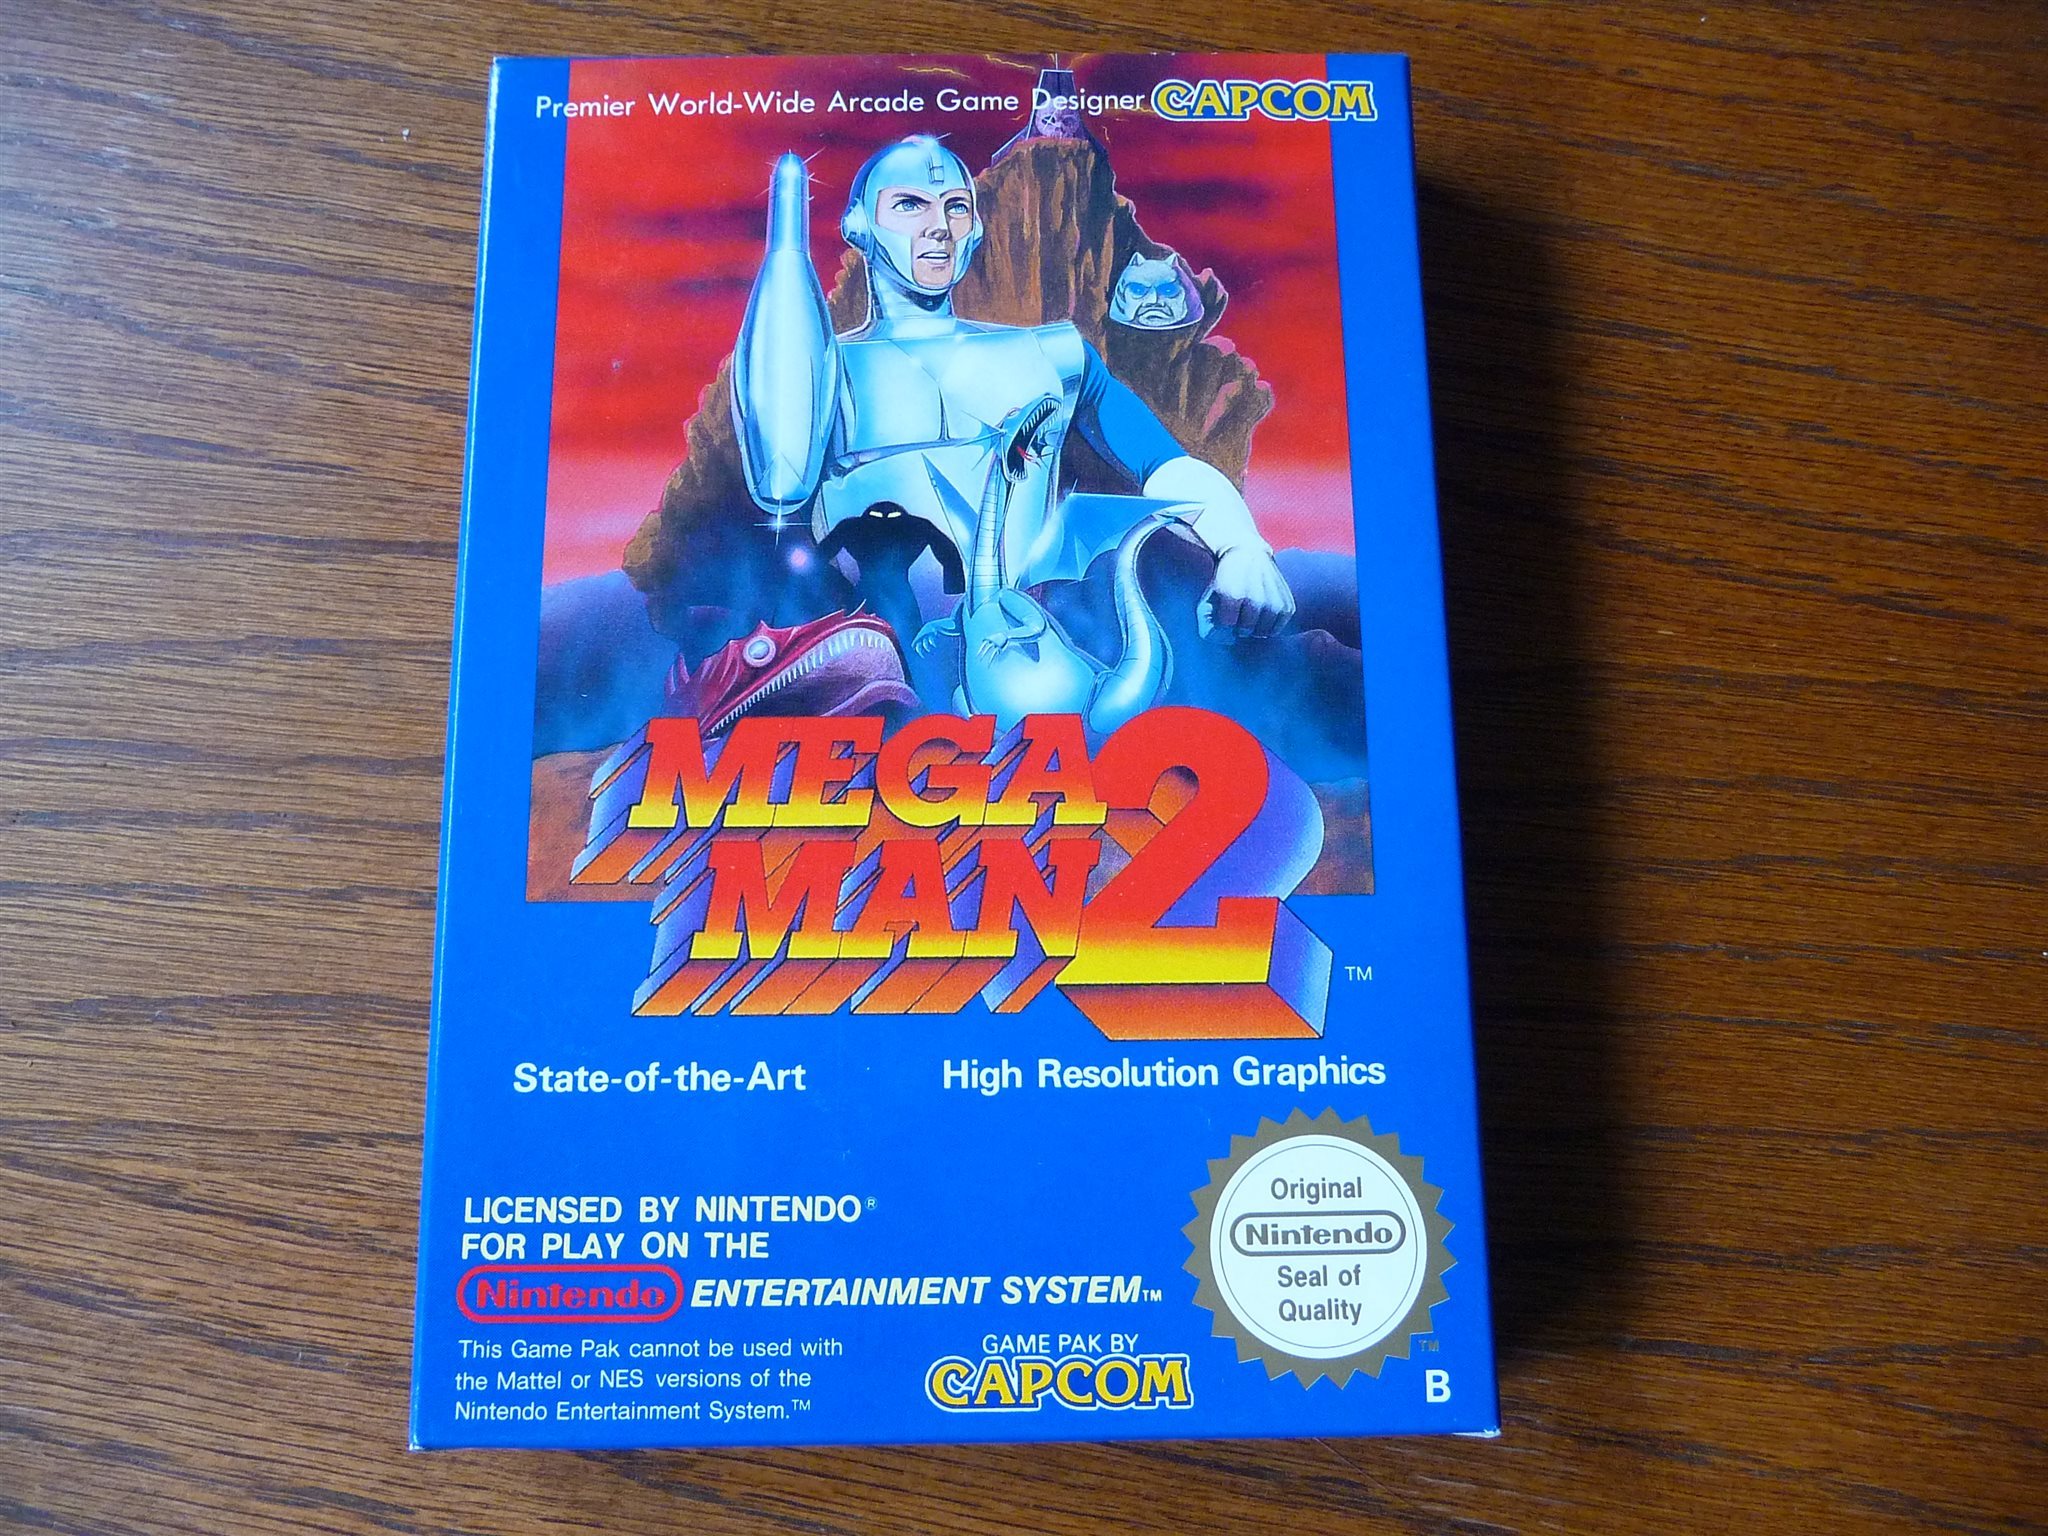 Premier World-Wide Arcade Game Designer CAPCOM
MEGA
MAN 2
TM
State-of-the-Art High Resolution Graphics
LICENSED BY NINTENDO®
FOR PLAY ON THE
Nintendo ENTERTAINMENT SYSTEM™
This Game Pak cannot be used with
the Mattel or NES versions of the
Nintendo Entertainment System.™
GAME PAK BY
CAPCOM
Original
Nintendo
Seal of
Quality
TM
B